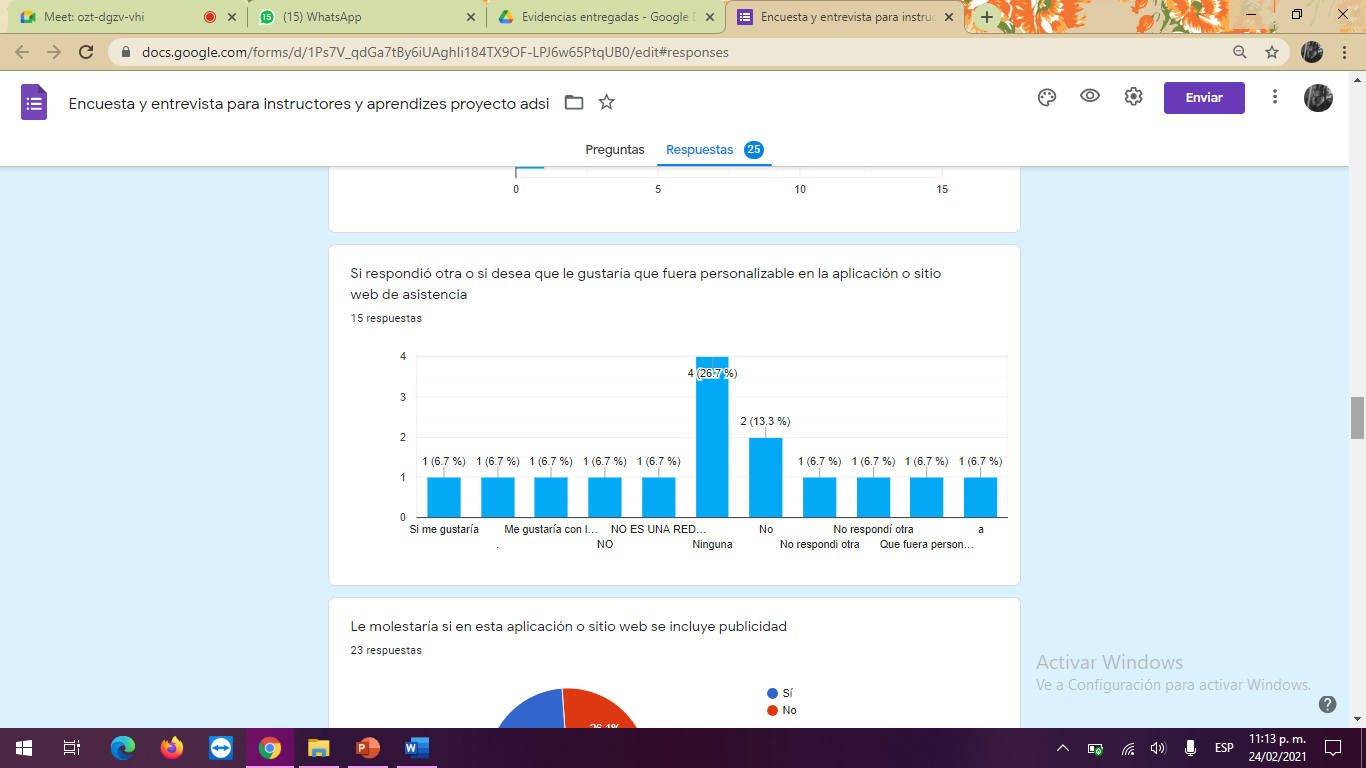 Meet: ozt-dgzv-vhi
(15) WhatsApp
Evidencias entregadas - Google D
Encuesta y entrevista para instruc
docs.google.com/forms/d/1Ps7V_qdGa7tBy6iUAghIi184TX9OF-LPJ6w65PtqUB0/edit#responses
Encuesta y entrevista para instructores y aprendizes proyecto adsi
Enviar
Preguntas
Respuestas 25
0 5 10 15
Si respondió otra o si desea que le gustaría que fuera personalizable en la aplicación o sitio
web de asistencia
15 respuestas
4
3
2
1
0
4 (26.7 %)
2 (13.3 %)
1 (6.7 %) 1 (6.7 %) 1 (6.7 %) 1 (6.7 %) 1 (6.7 %) 1 (6.7 %) 1 (6.7 %) 1 (6.7 %) 1 (6.7 %)
Si me gustaría Me gustaría con l… NO ES UNA RED… No No respondí otra a
. NO Ninguna No respondi otra Que fuera person…
Le molestaría si en esta aplicación o sitio web se incluye publicidad
23 respuestas
Sí
No
26.1%
Activar Windows
Ve a Configuración para activar Windows.
ESP
11:13 p. m.
24/02/2021